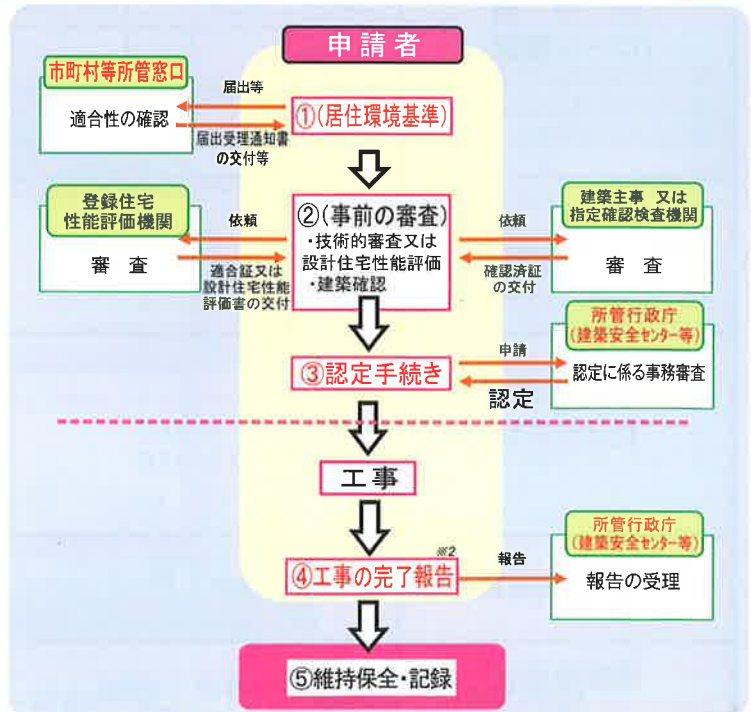 申請者
市町村等所管窓口
適合性の確認
届出等
届出受理通知書
の交付等
①(居住環境基準)
登録住宅
性能評価機関
審 査
依頼
適合証又は
設計住宅性能
評価書の交付
②(事前の審査)
・技術的審査又は
設計住宅性能評価
・建築確認
依頼
確認済証
の交付
建築主事 又は
指定確認検査機関
審 査
③認定手続き
申請
認定
所管行政庁
(建築安全センター等)
認定に係る事務審査
工事
※2
④工事の完了報告
報告
所管行政庁
(建築安全センター等)
報告の受理
⑤維持保全・記録